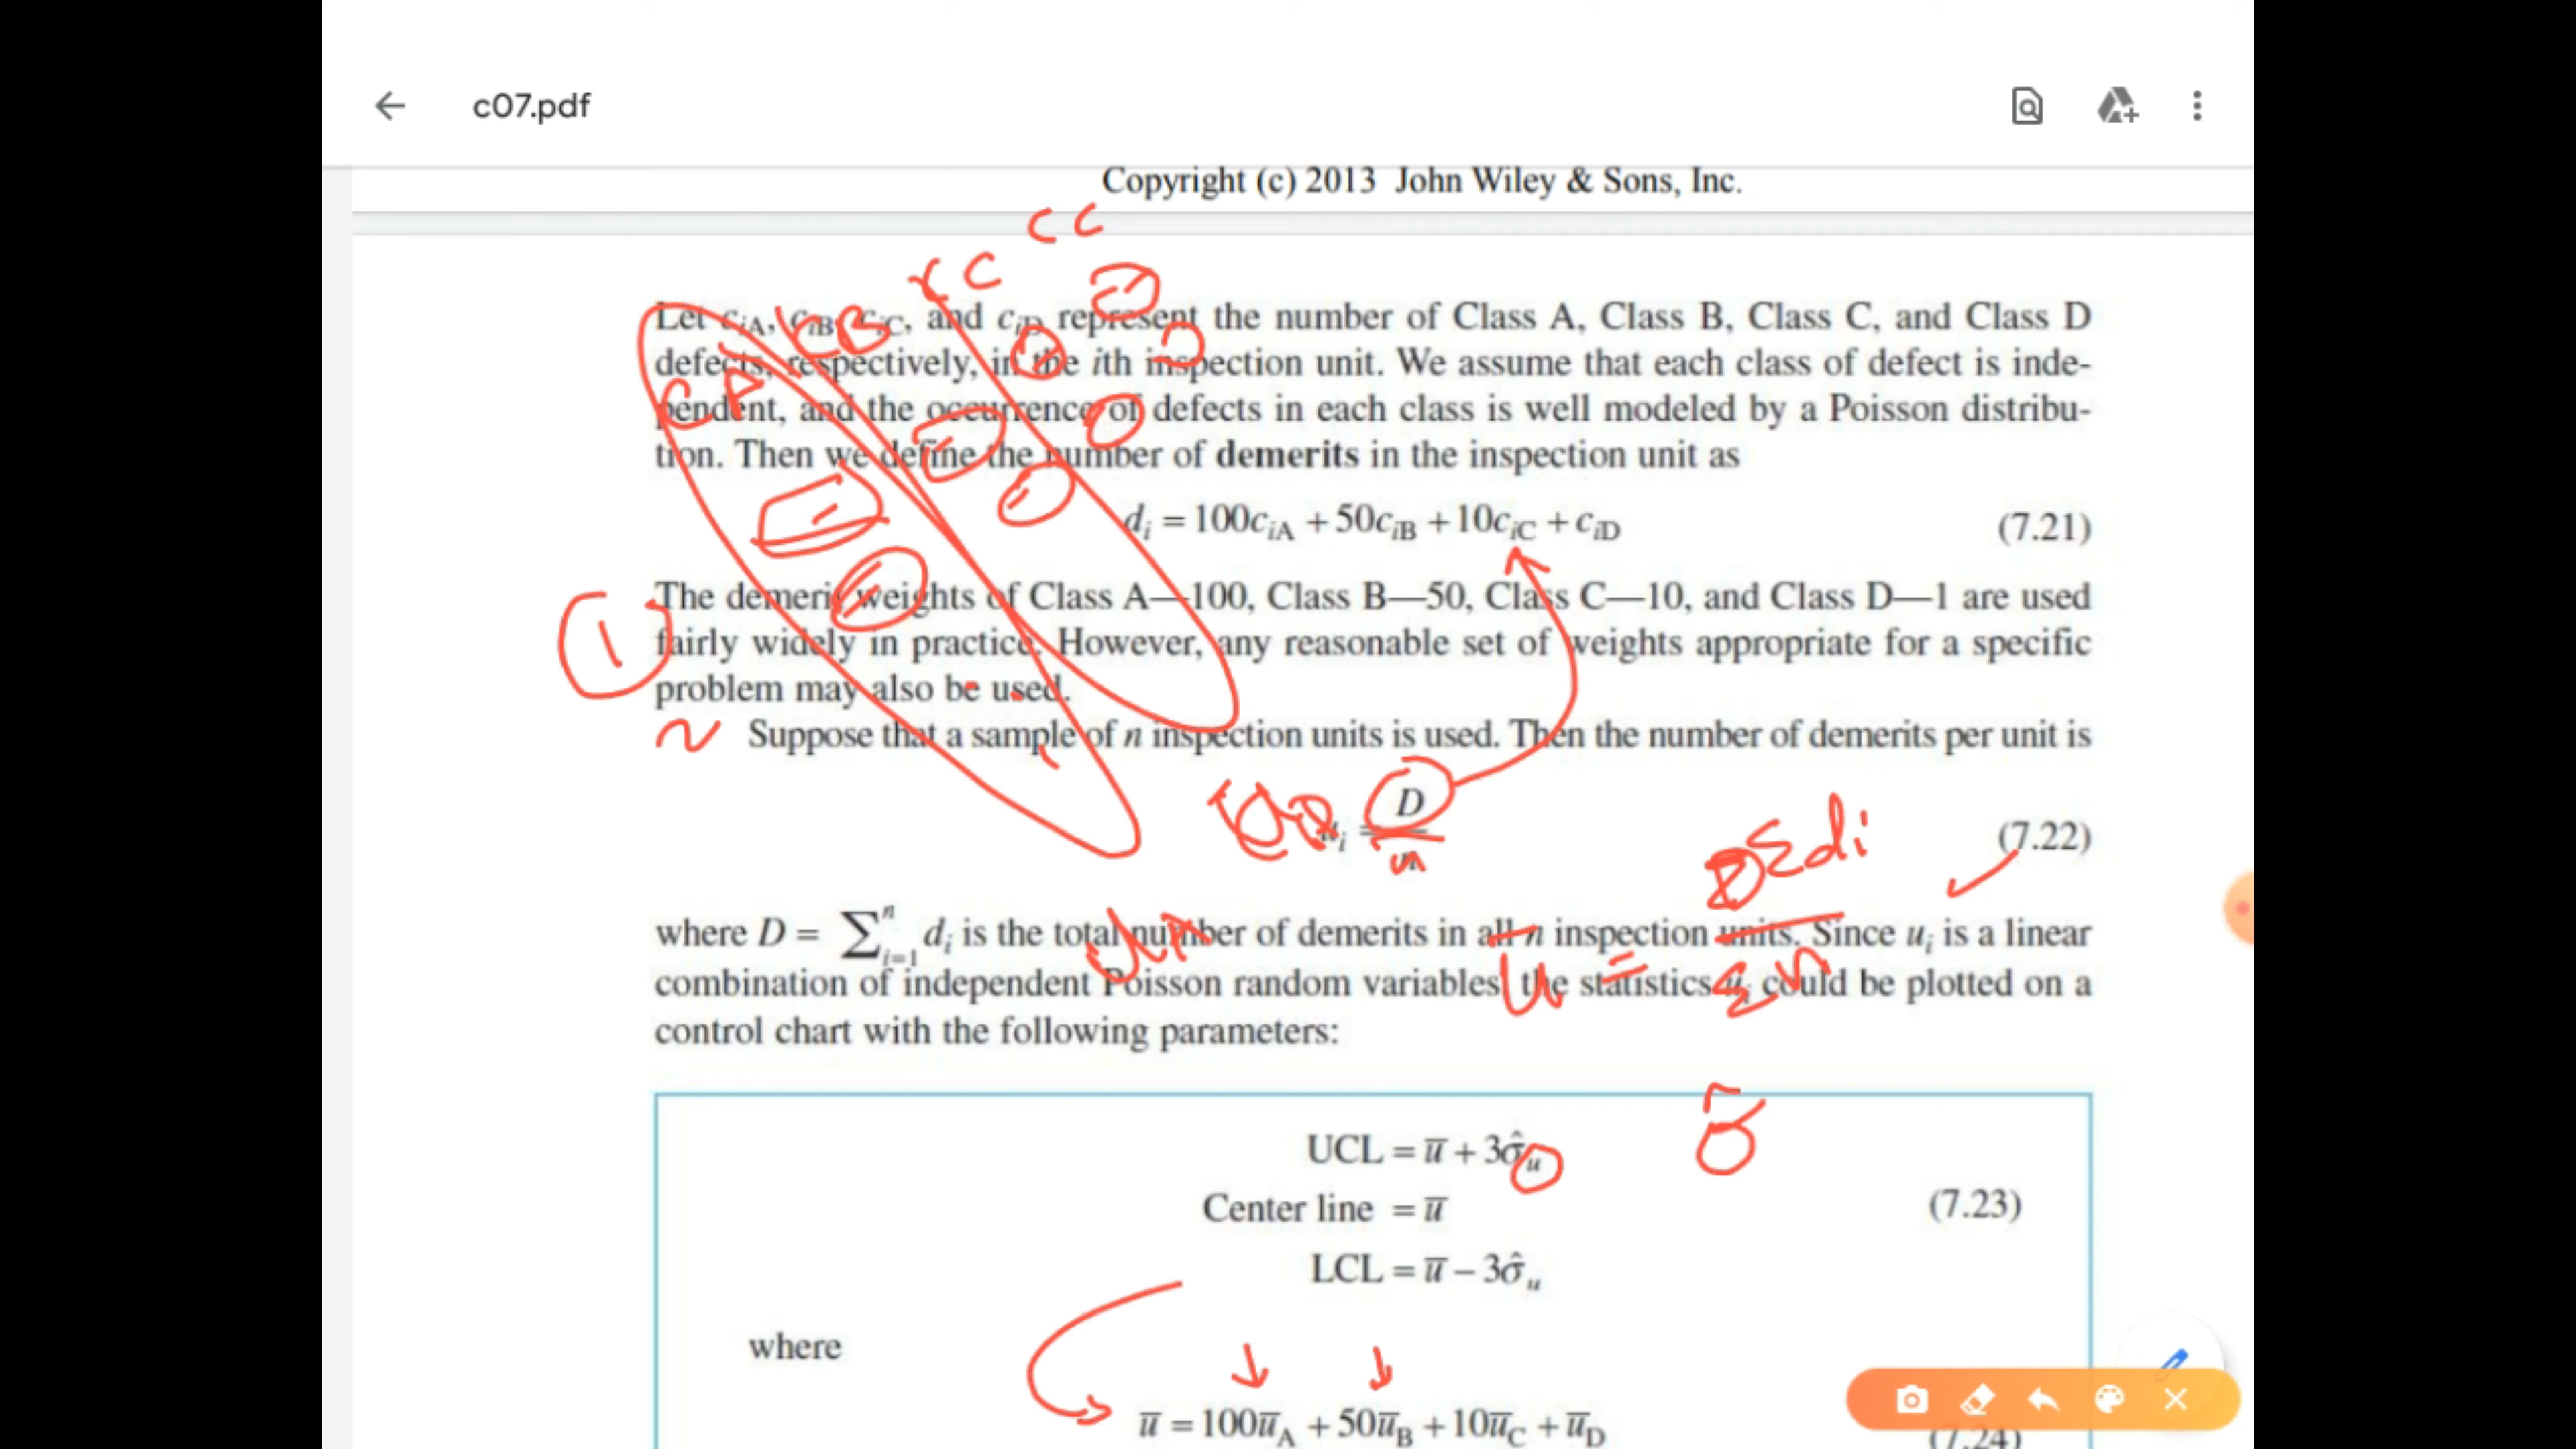 c07.pdf
Copyright (c) 2013 John Wiley & Sons, Inc.
c c
c c
Let c_iA, c_iB, c_iC, and c_iD represent the number of Class A, Class B, Class C, and Class D
CB
defects, respectively, in the ith inspection unit. We assume that each class of defect is inde-
CA
pendent, and the occurrence of defects in each class is well modeled by a Poisson distribu-
tion. Then we define the number of demerits in the inspection unit as
d_i = 100c_iA + 50c_iB + 10c_iC + c_iD (7.21)
The demerit weights of Class A—100, Class B—50, Class C—10, and Class D—1 are used
1
fairly widely in practice. However, any reasonable set of weights appropriate for a specific
problem may also be used.
Suppose that a sample of n inspection units is used. Then the number of demerits per unit is
u_i = D/n (7.22)
Σdi
where D = Σ^n_i=1 d_i is the total number of demerits in all n inspection units. Since u_i is a linear
ū = Σn
combination of independent Poisson random variables, the statistics u_i could be plotted on a
control chart with the following parameters:
σ̂
UCL = ū + 3σ̂_u
Center line = ū (7.23)
LCL = ū − 3σ̂_u
where
ū = 100ū_A + 50ū_B + 10ū_C + ū_D
(7.24)